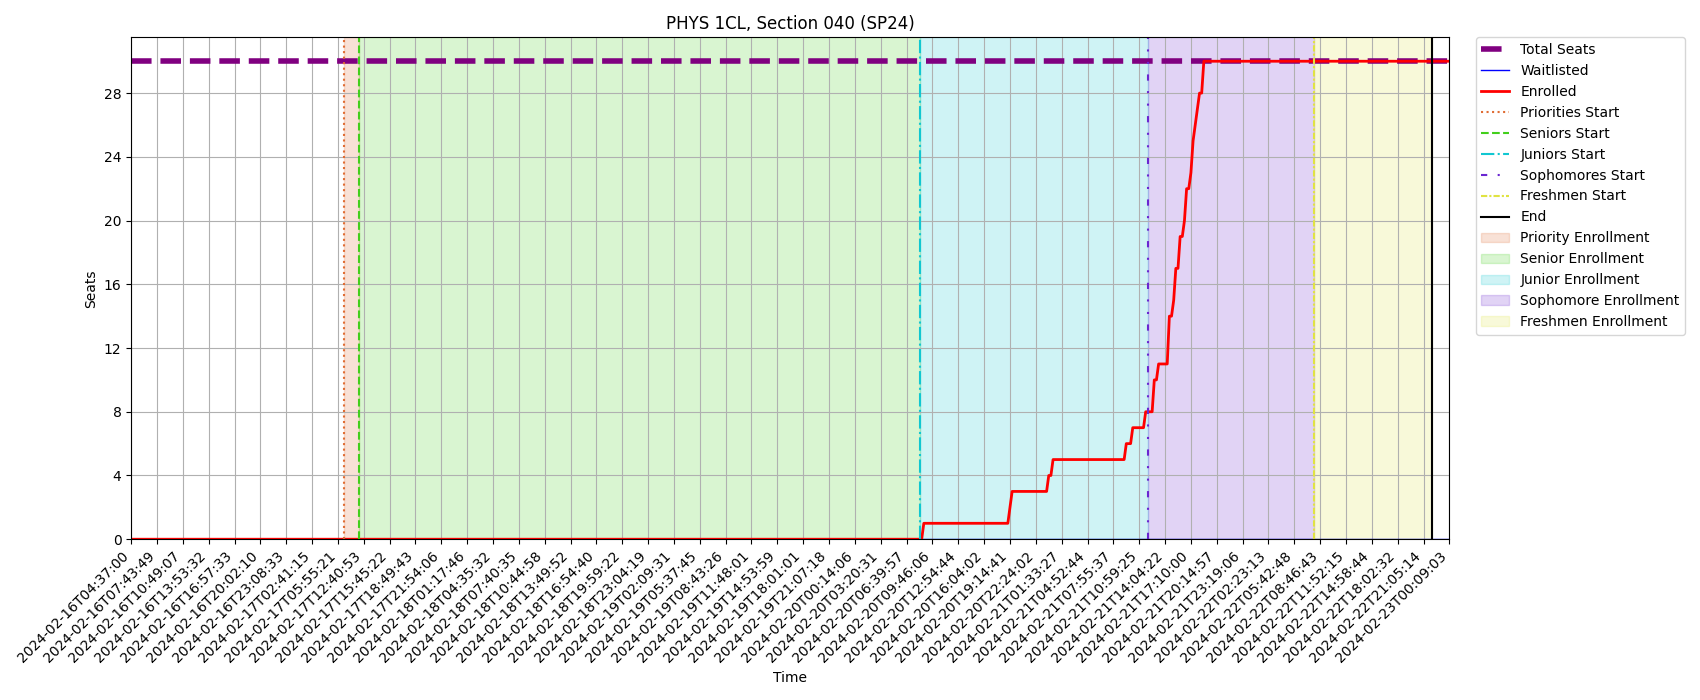 PHYS 1CL, Section 040 (SP24)
Total Seats
Waitlisted
Enrolled
Priorities Start
Seniors Start
Juniors Start
Sophomores Start
Freshmen Start
End
Priority Enrollment
Senior Enrollment
Junior Enrollment
Sophomore Enrollment
Freshmen Enrollment
Seats
28
24
20
16
12
8
4
0
2024-02-16T04:37:00
2024-02-16T07:43:49
2024-02-16T10:49:07
2024-02-16T13:53:32
2024-02-16T16:57:33
2024-02-16T20:02:10
2024-02-16T23:08:33
2024-02-17T02:41:15
2024-02-17T05:55:21
2024-02-17T12:40:53
2024-02-17T15:45:22
2024-02-17T18:49:43
2024-02-17T21:54:06
2024-02-18T01:17:46
2024-02-18T04:35:32
2024-02-18T07:40:35
2024-02-18T10:44:58
2024-02-18T13:49:52
2024-02-18T16:54:40
2024-02-18T19:59:22
2024-02-18T23:04:19
2024-02-19T02:09:31
2024-02-19T05:37:45
2024-02-19T08:43:26
2024-02-19T11:48:01
2024-02-19T14:53:59
2024-02-19T18:01:01
2024-02-19T21:07:18
2024-02-20T00:14:06
2024-02-20T03:20:31
2024-02-20T06:39:57
2024-02-20T09:46:06
2024-02-20T12:54:44
2024-02-20T16:04:02
2024-02-20T19:14:41
2024-02-20T22:24:02
2024-02-21T01:33:27
2024-02-21T04:52:44
2024-02-21T07:55:37
2024-02-21T10:59:25
2024-02-21T14:04:22
2024-02-21T17:10:00
2024-02-21T20:14:57
2024-02-21T23:19:06
2024-02-22T02:23:13
2024-02-22T05:42:48
2024-02-22T08:46:43
2024-02-22T11:52:15
2024-02-22T14:58:44
2024-02-22T18:02:32
2024-02-22T21:05:14
2024-02-23T00:09:03
Time